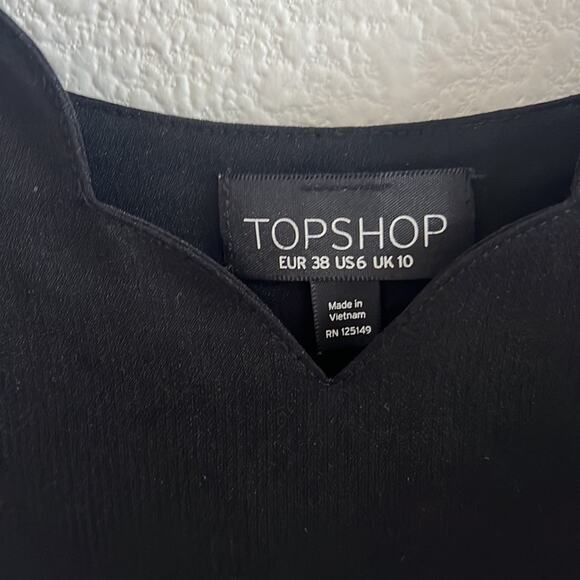 TOPSHOP
EUR 38 US6 UK 10
Made in
Vietnam
RN 125149